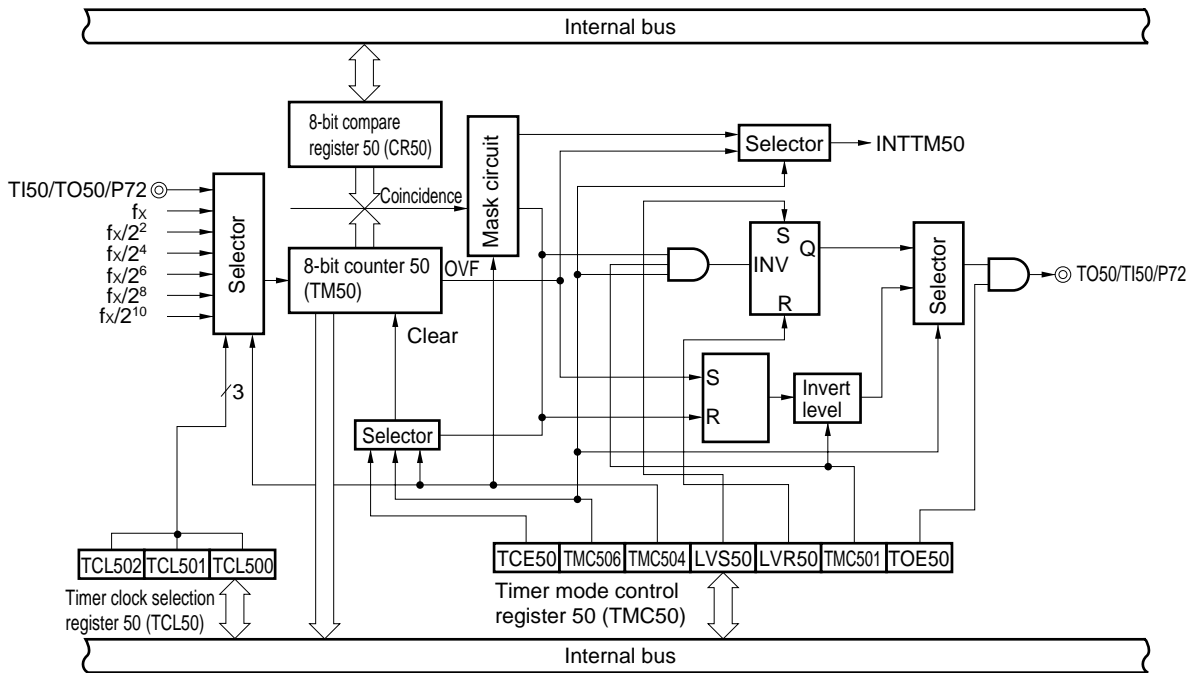 Internal bus
8-bit compare
register 50 (CR50)
Mask circuit
Selector
INTTM50
TI50/TO50/P72
fX
fX/2²
fX/2⁴
fX/2⁶
fX/2⁸
fX/2¹⁰
Selector
Coincidence
8-bit counter 50
(TM50)
OVF
Clear
S
Q
INV
R
Selector
TO50/TI50/P72
3
S
R
Invert
level
Selector
TCL502 TCL501 TCL500
Timer clock selection
register 50 (TCL50)
TCE50 TMC506 TMC504 LVS50 LVR50 TMC501 TOE50
Timer mode control
register 50 (TMC50)
Internal bus